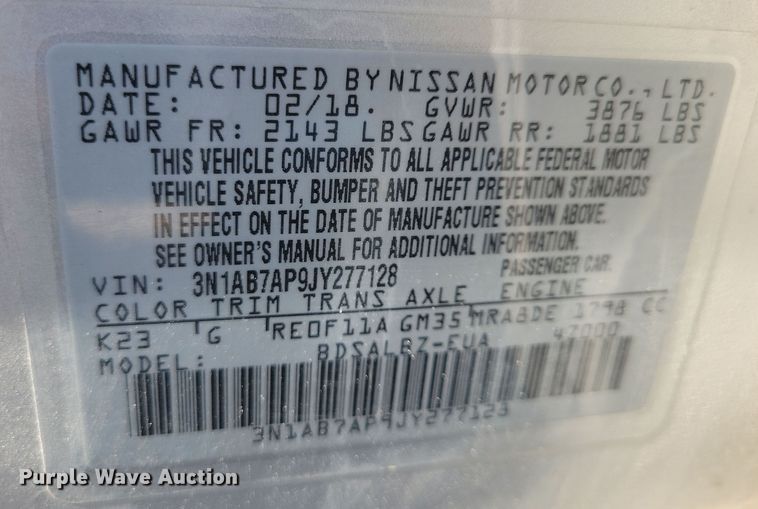 MANUFACTURED BY NISSAN MOTOR CO., LTD.
DATE: 02/18. GVWR: 3876 LBS
GAWR FR: 2143 LBS GAWR RR: 1881 LBS
THIS VEHICLE CONFORMS TO ALL APPLICABLE FEDERAL MOTOR
VEHICLE SAFETY, BUMPER AND THEFT PREVENTION STANDARDS
IN EFFECT ON THE DATE OF MANUFACTURE SHOWN ABOVE.
SEE OWNER'S MANUAL FOR ADDITIONAL INFORMATION.
VIN: 3N1AB7AP9JY277128 PASSENGER CAR.
COLOR TRIM TRANS AXLE ENGINE
K23 G RE0F11A GM35 MRA8DE 1798 CC
MODEL: BDSALBZ-EUA 47000
3N1AB7AP9JY277128
Purple Wave Auction